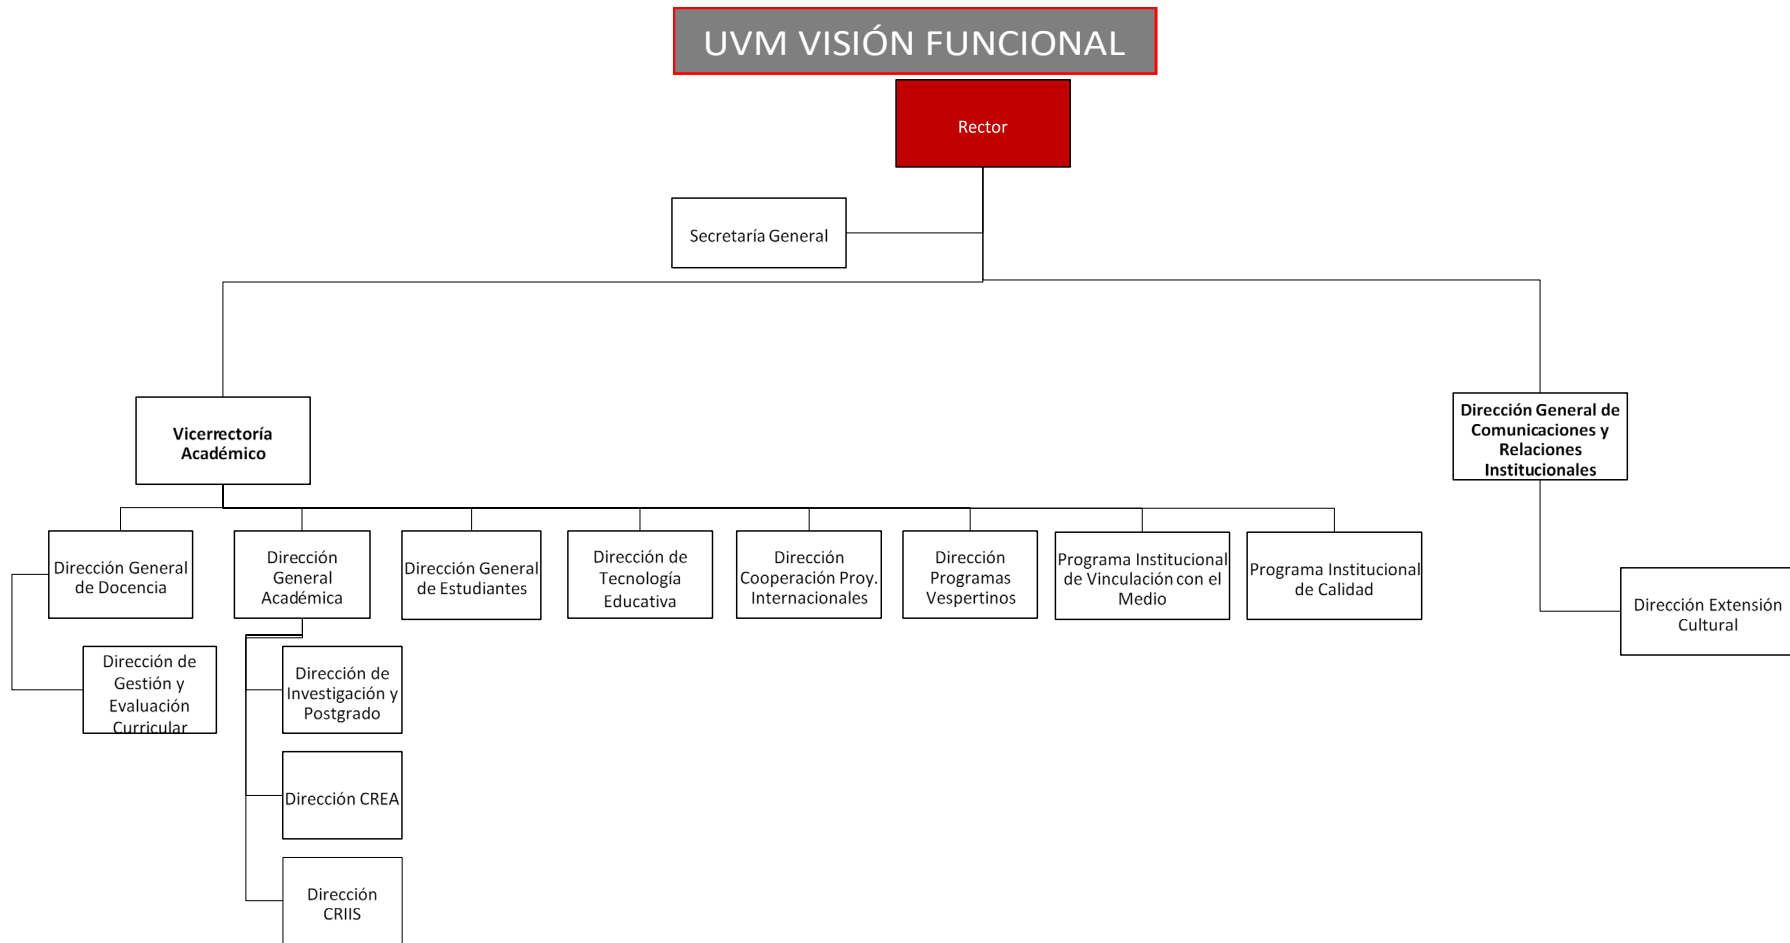 UVM VISIÓN FUNCIONAL
Rector
Secretaría General
Vicerrectoría
Académico
Dirección General de
Comunicaciones y
Relaciones
Institucionales
Dirección General
de Docencia
Dirección
General
Académica
Dirección General
de Estudiantes
Dirección de
Tecnología
Educativa
Dirección
Cooperación Proy.
Internacionales
Dirección
Programas
Vespertinos
Programa Institucional
de Vinculación con el
Medio
Programa Institucional
de Calidad
Dirección Extensión
Cultural
Dirección de
Gestión y
Evaluación
Curricular
Dirección de
Investigación y
Postgrado
Dirección CREA
Dirección
CRIIS